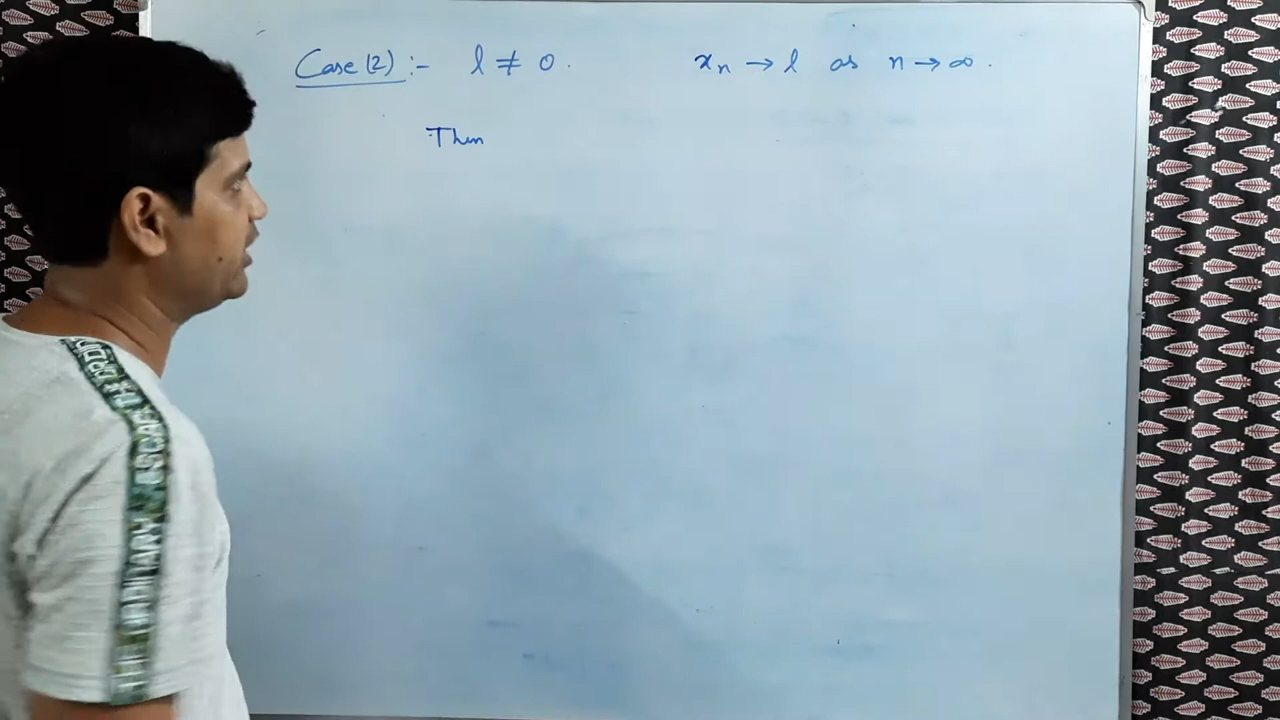 Case (2) :- l ≠ 0. xₙ → l as n → ∞.
Then